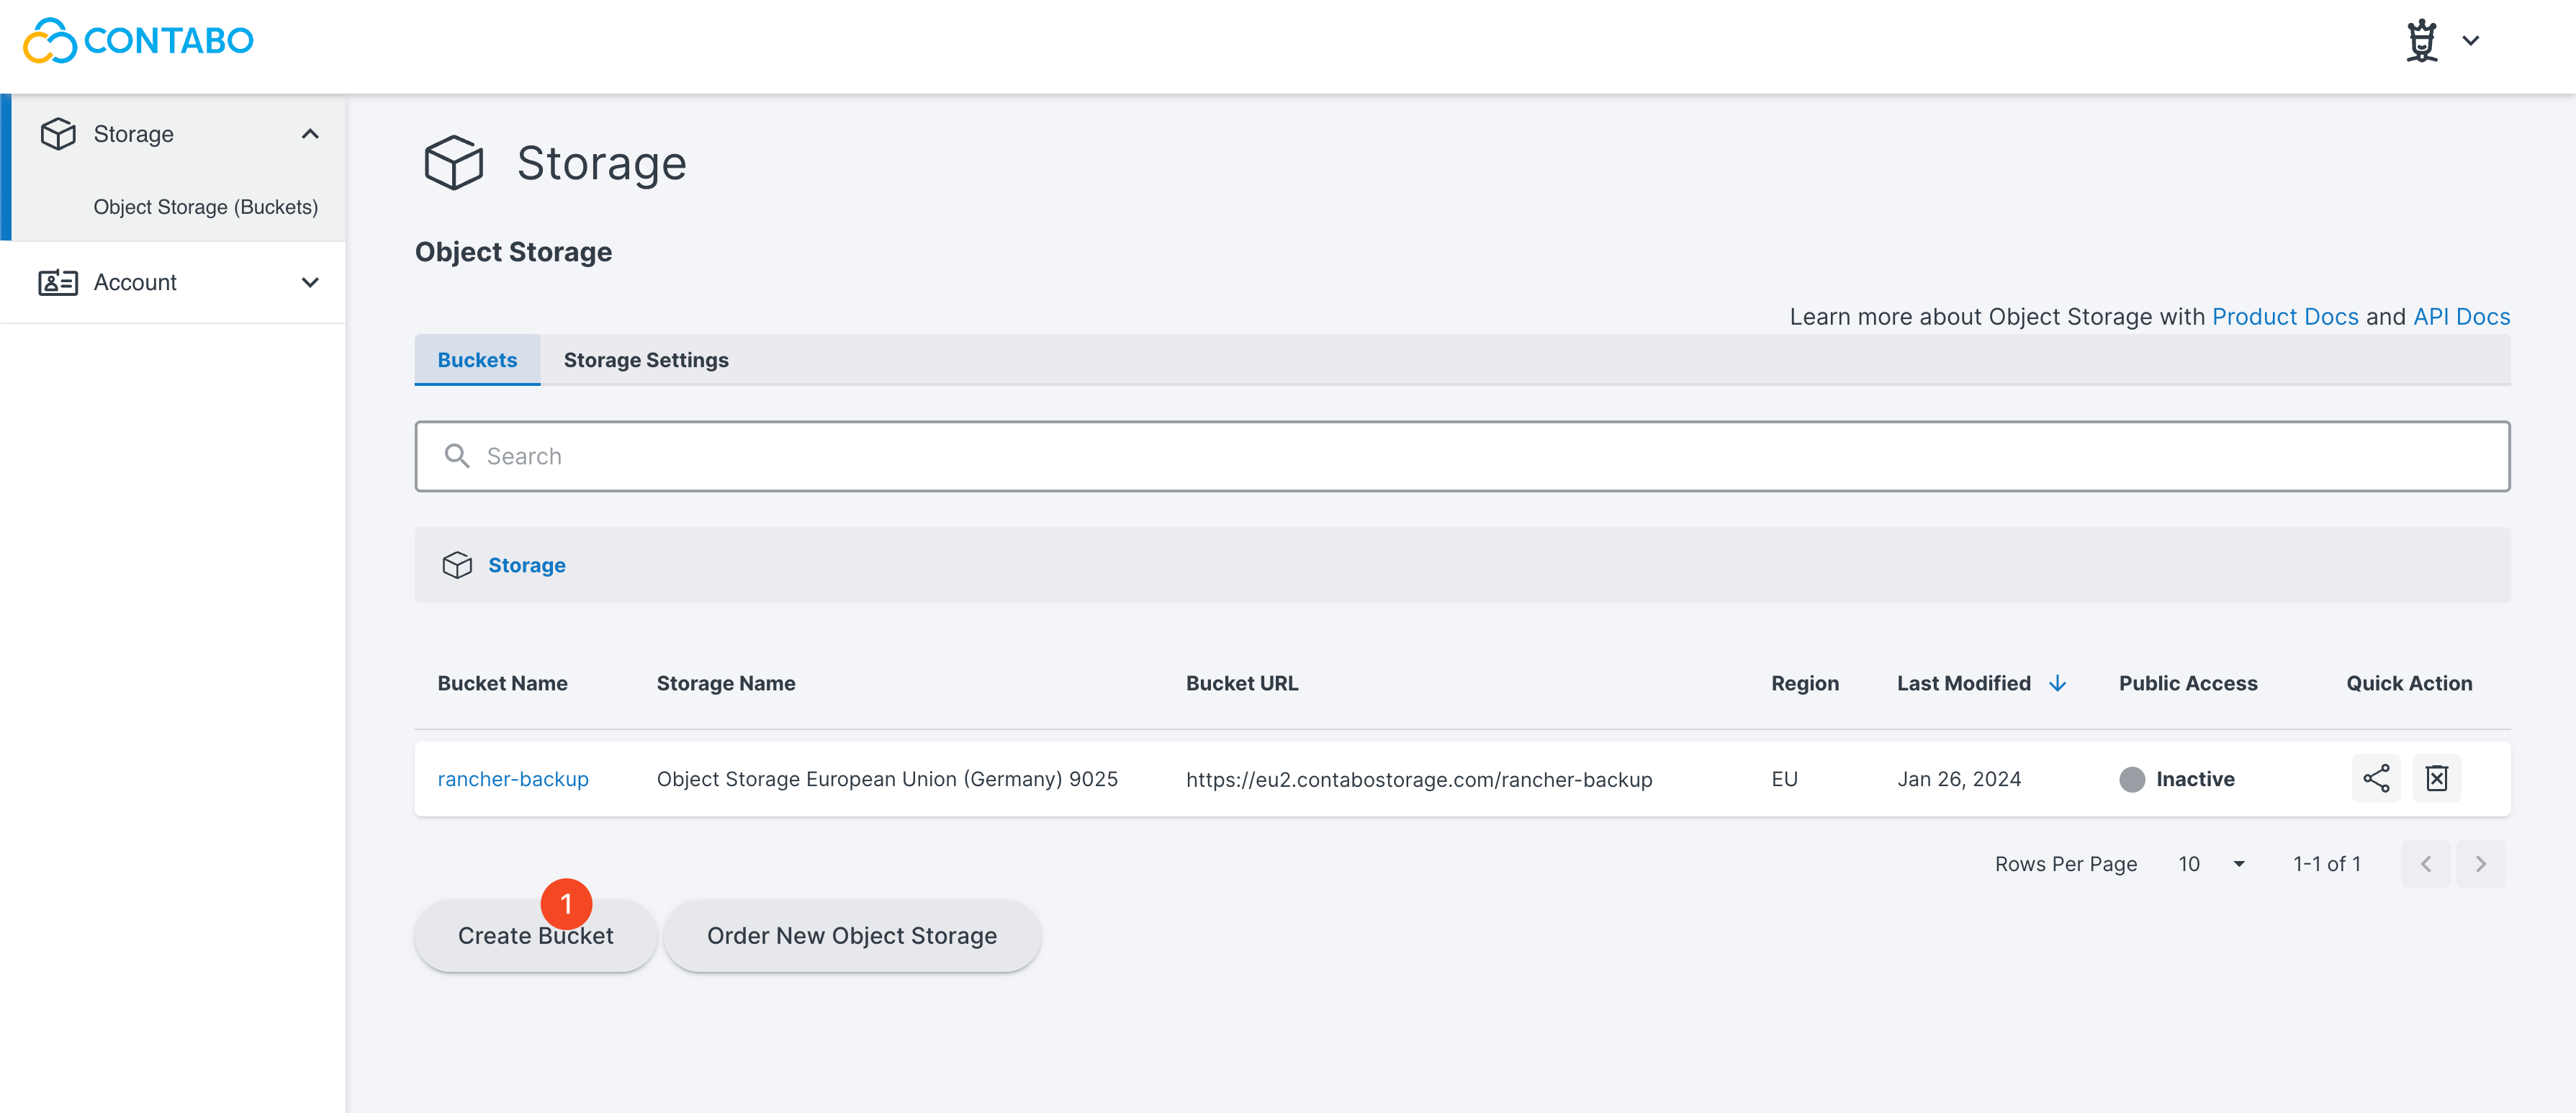 CONTABO
Storage
Object Storage (Buckets)
Account
Storage
Object Storage
Learn more about Object Storage with Product Docs and API Docs
Buckets Storage Settings
Search
Storage
Bucket Name Storage Name Bucket URL Region Last Modified Public Access Quick Action
rancher-backup Object Storage European Union (Germany) 9025 https://eu2.contabostorage.com/rancher-backup EU Jan 26, 2024 Inactive
Rows Per Page 10 1-1 of 1
1
Create Bucket Order New Object Storage